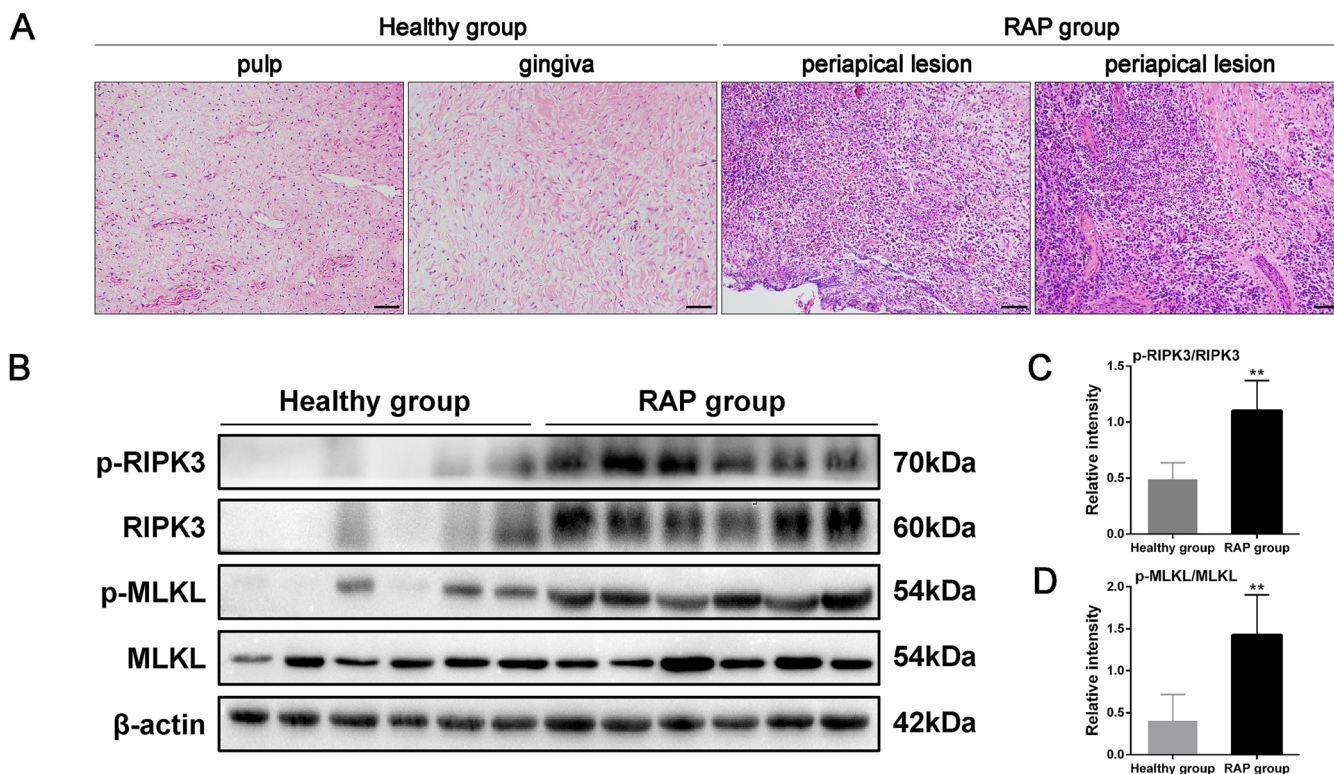 A
Healthy group
RAP group
pulp
gingiva
periapical lesion
periapical lesion
B
Healthy group
RAP group
p-RIPK3
70kDa
RIPK3
60kDa
p-MLKL
54kDa
MLKL
54kDa
β-actin
42kDa
C
p-RIPK3/RIPK3
Relative intensity
1.5
1.0
0.5
0.0
**
Healthy group
RAP group
D
p-MLKL/MLKL
Relative intensity
2.0
1.5
1.0
0.5
0.0
**
Healthy group
RAP group